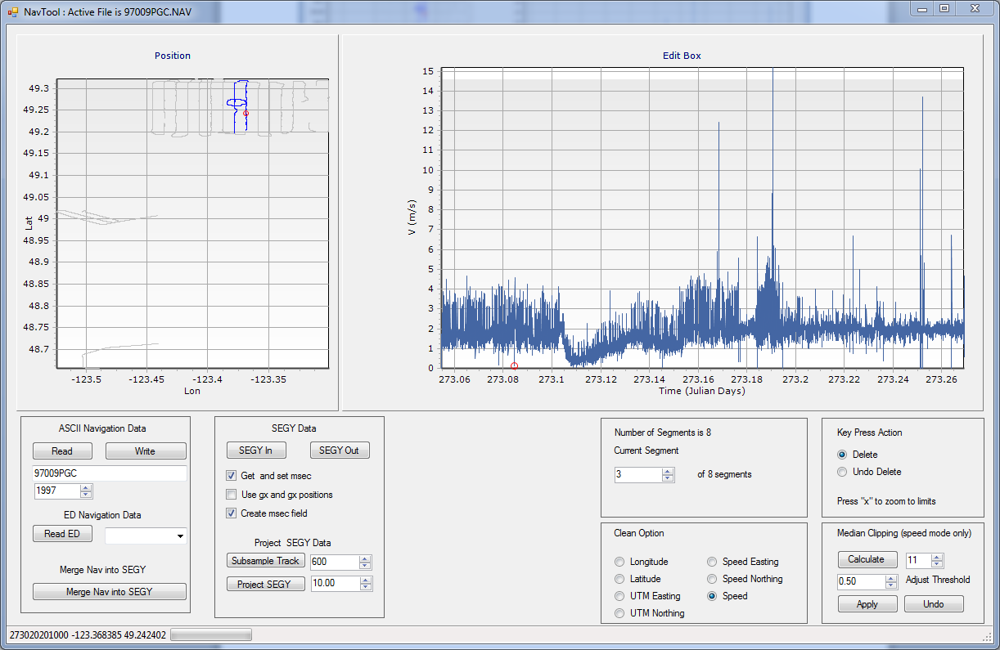 NavTool : Active File is 97009PGC.NAV
Position
Lat
49.3
49.25
49.2
49.15
49.1
49.05
49
48.95
48.9
48.85
48.8
48.75
48.7
-123.5 -123.45 -123.4 -123.35
Lon
Edit Box
V (m/s)
15
14
13
12
11
10
9
8
7
6
5
4
3
2
1
0
273.06 273.08 273.1 273.12 273.14 273.16 273.18 273.2 273.22 273.24 273.26
Time (Julian Days)
ASCII Navigation Data
Read Write
97009PGC
1997
ED Navigation Data
Read ED
Merge Nav into SEGY
Merge Nav into SEGY
SEGY Data
SEGY In SEGY Out
Get and set msec
Use gx and gx positions
Create msec field
Project SEGY Data
Subsample Track 600
Project SEGY 10.00
Number of Segments is 8
Current Segment
3 of 8 segments
Clean Option
Longitude Speed Easting
Latitude Speed Northing
UTM Easting Speed
UTM Northing
Key Press Action
Delete
Undo Delete
Press "x" to zoom to limits
Median Clipping (speed mode only)
Calculate 11
0.50 Adjust Threshold
Apply Undo
273020201000 -123.368385 49.242402